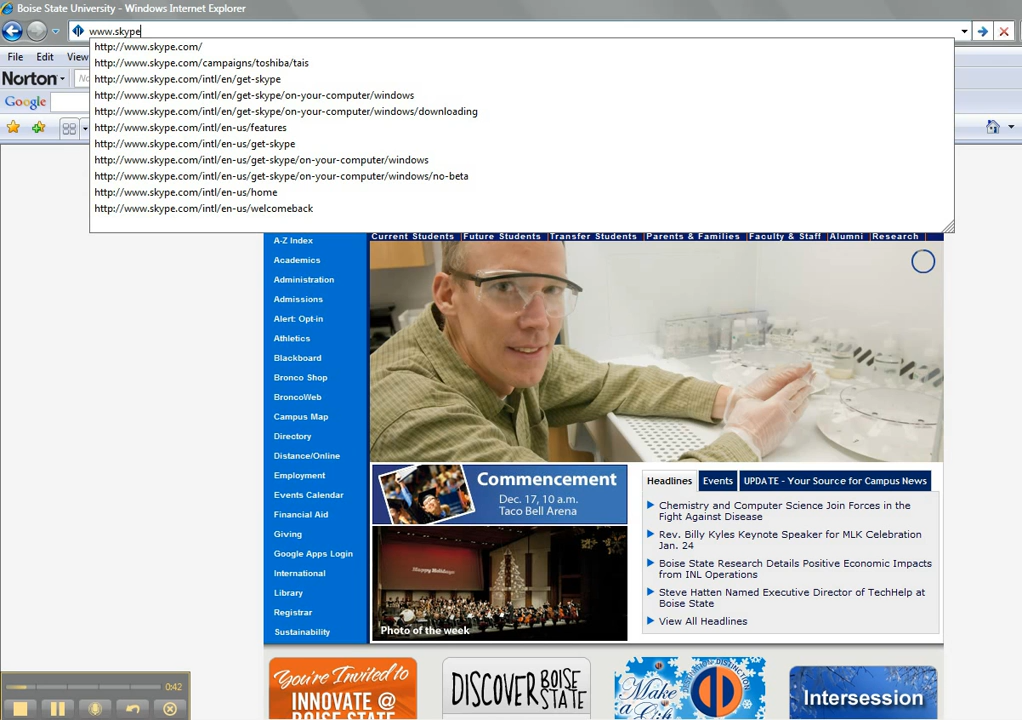 Boise State University - Windows Internet Explorer
www.skype
http://www.skype.com/
http://www.skype.com/campaigns/toshiba/tais
http://www.skype.com/intl/en/get-skype
http://www.skype.com/intl/en/get-skype/on-your-computer/windows
http://www.skype.com/intl/en/get-skype/on-your-computer/windows/downloading
http://www.skype.com/intl/en-us/features
http://www.skype.com/intl/en-us/get-skype
http://www.skype.com/intl/en-us/get-skype/on-your-computer/windows
http://www.skype.com/intl/en-us/get-skype/on-your-computer/windows/no-beta
http://www.skype.com/intl/en-us/home
http://www.skype.com/intl/en-us/welcomeback
File Edit View
Norton
Google
Current Students Future Students Transfer Students Parents & Families Faculty & Staff Alumni Research
A-Z Index
Academics
Administration
Admissions
Alert: Opt-in
Athletics
Blackboard
Bronco Shop
BroncoWeb
Campus Map
Directory
Distance/Online
Employment
Events Calendar
Financial Aid
Giving
Google Apps Login
International
Library
Registrar
Sustainability
Commencement
Dec. 17, 10 a.m.
Taco Bell Arena
Happy Holidays
Photo of the week
Headlines Events UPDATE - Your Source for Campus News
Chemistry and Computer Science Join Forces in the
Fight Against Disease
Rev. Billy Kyles Keynote Speaker for MLK Celebration
Jan. 24
Boise State Research Details Positive Economic Impacts
from INL Operations
Steve Hatten Named Executive Director of TechHelp at
Boise State
View All Headlines
You're Invited to
INNOVATE @
BOISE STATE
DISCOVER BOISE STATE
Make
a Gift
Intersession
0:42